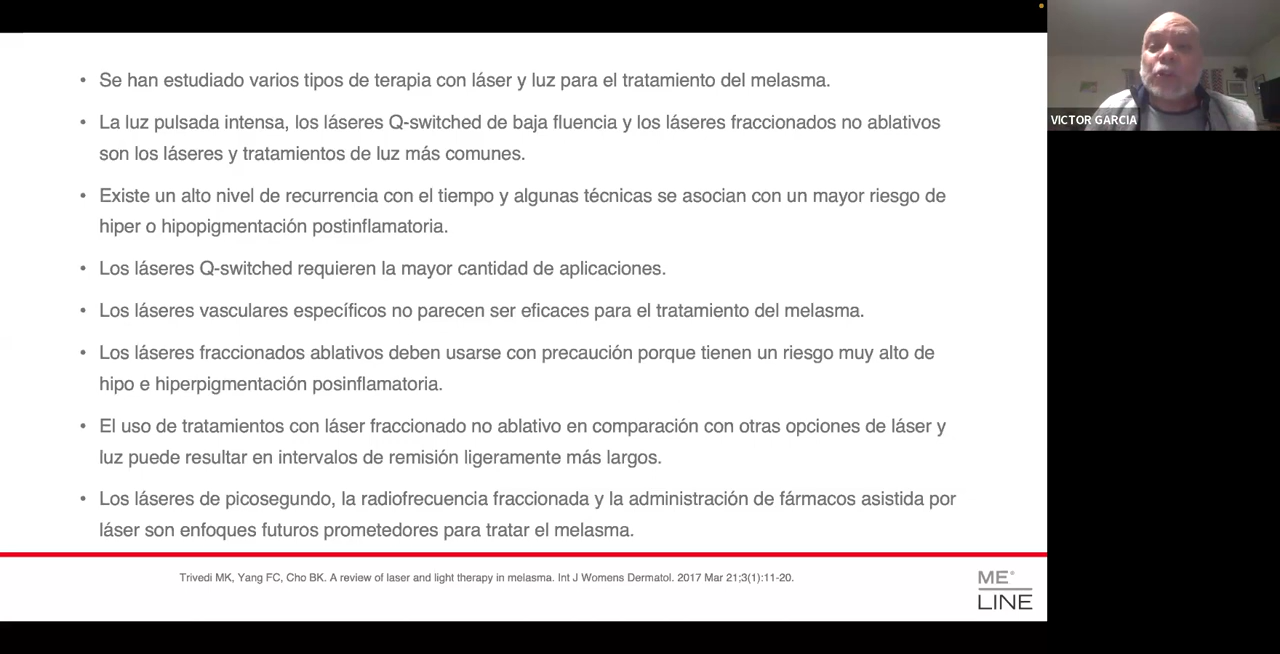 • Se han estudiado varios tipos de terapia con láser y luz para el tratamiento del melasma.
• La luz pulsada intensa, los láseres Q-switched de baja fluencia y los láseres fraccionados no ablativos
son los láseres y tratamientos de luz más comunes.
• Existe un alto nivel de recurrencia con el tiempo y algunas técnicas se asocian con un mayor riesgo de
hiper o hipopigmentación postinflamatoria.
• Los láseres Q-switched requieren la mayor cantidad de aplicaciones.
• Los láseres vasculares específicos no parecen ser eficaces para el tratamiento del melasma.
• Los láseres fraccionados ablativos deben usarse con precaución porque tienen un riesgo muy alto de
hipo e hiperpigmentación posinflamatoria.
• El uso de tratamientos con láser fraccionado no ablativo en comparación con otras opciones de láser y
luz puede resultar en intervalos de remisión ligeramente más largos.
• Los láseres de picosegundo, la radiofrecuencia fraccionada y la administración de fármacos asistida por
láser son enfoques futuros prometedores para tratar el melasma.
Trivedi MK, Yang FC, Cho BK. A review of laser and light therapy in melasma. Int J Womens Dermatol. 2017 Mar 21;3(1):11-20.
ME®
LINE
VICTOR GARCIA